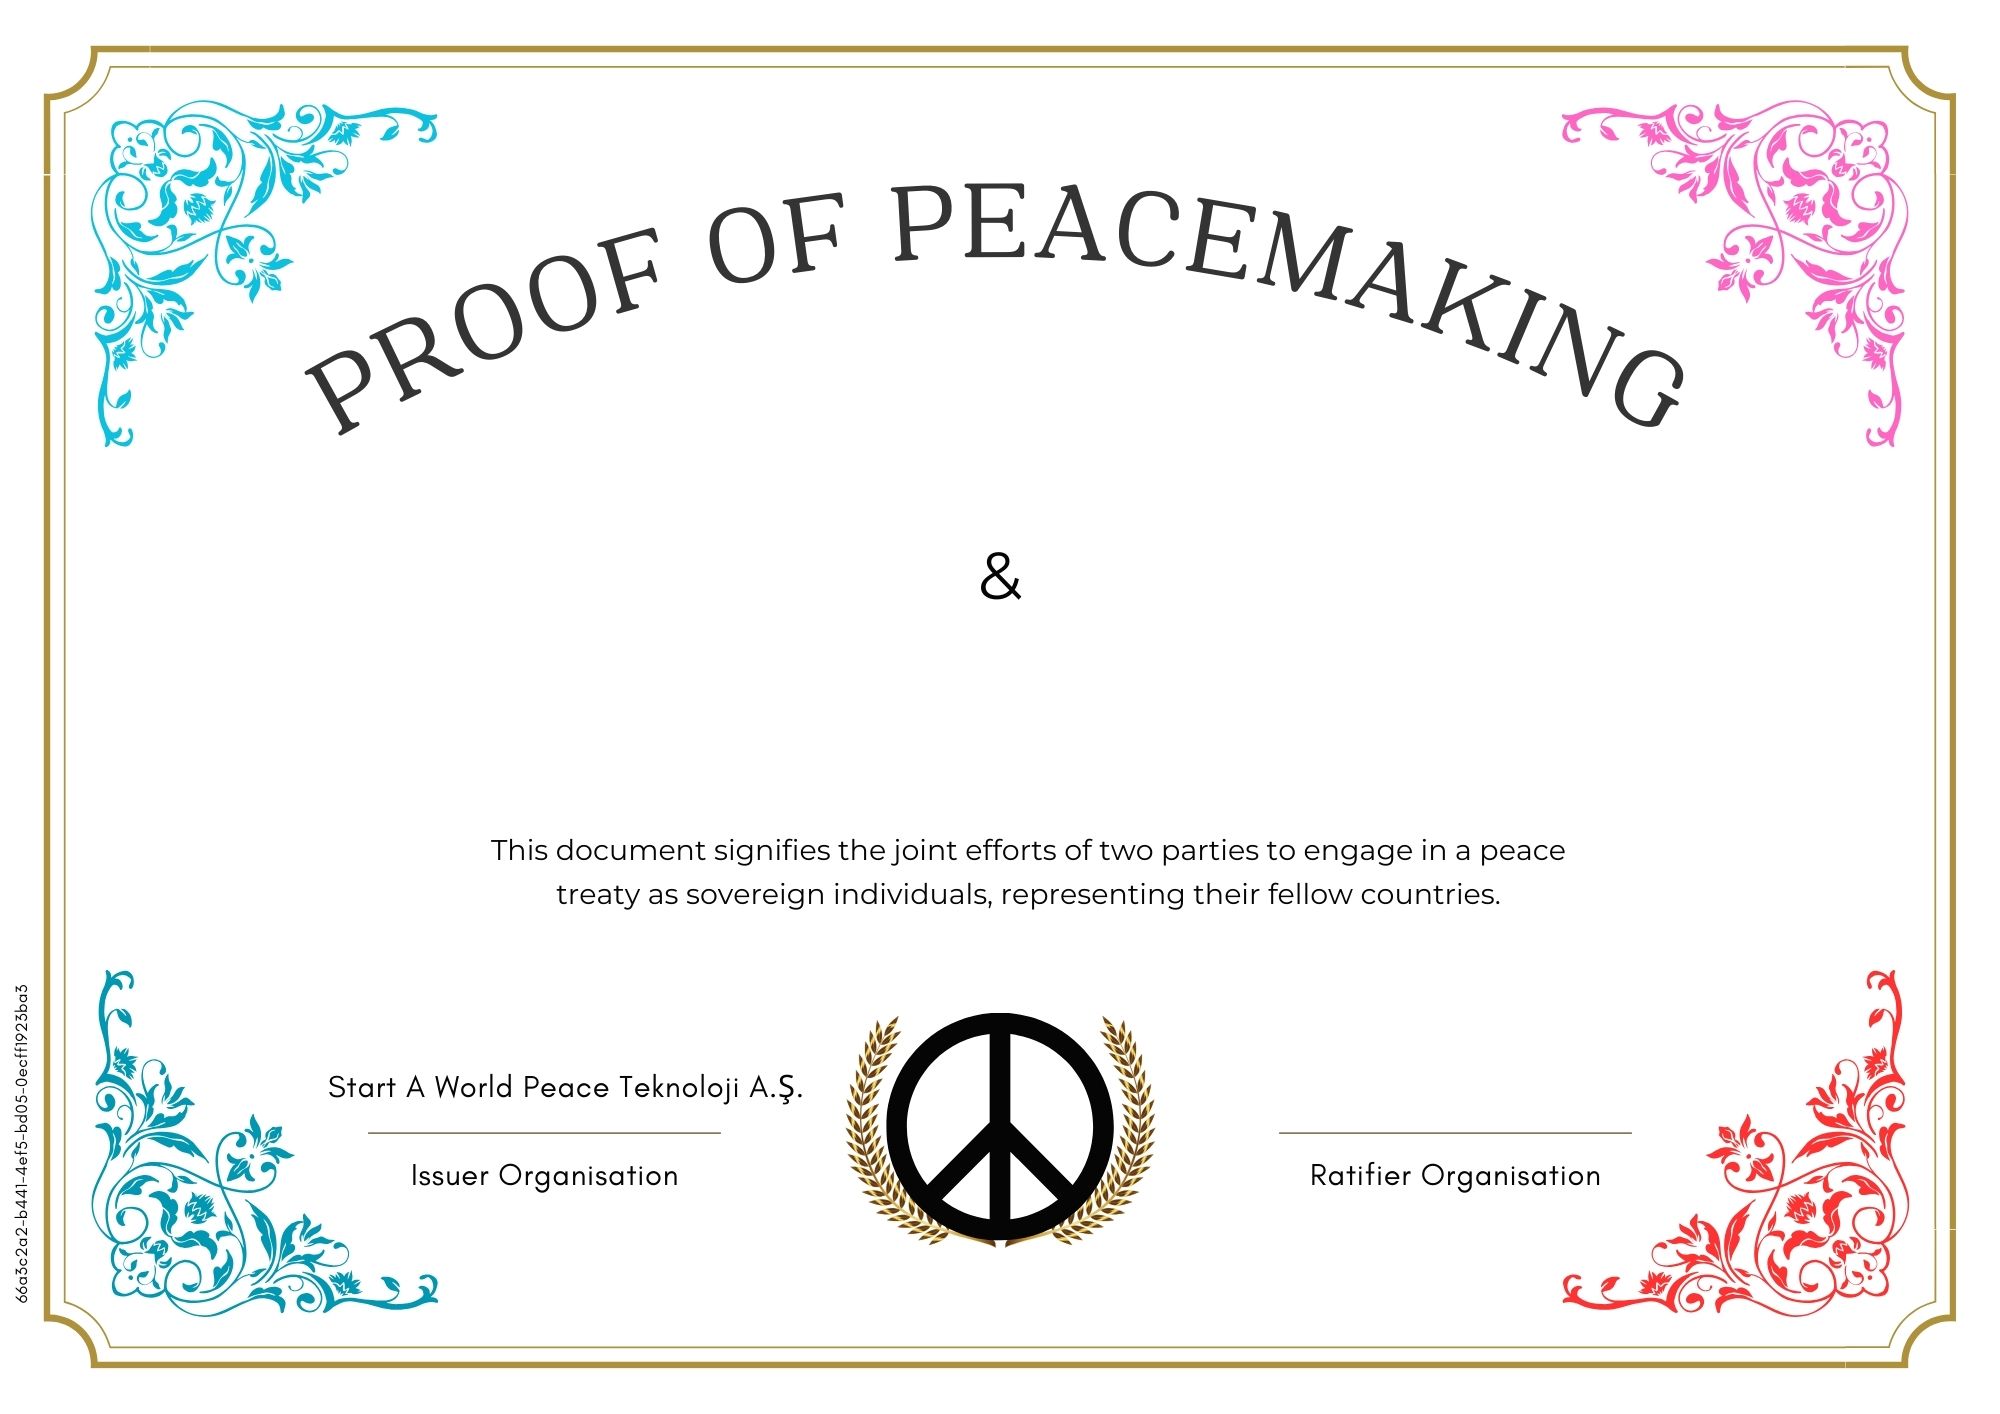 PROOF OF PEACEMAKING
&
This document signifies the joint efforts of two parties to engage in a peace
treaty as sovereign individuals, representing their fellow countries.
Start A World Peace Teknoloji A.Ş.
Issuer Organisation
Ratifier Organisation
66a3c2a2-b441-4ef5-bd05-0ecff1923ba3